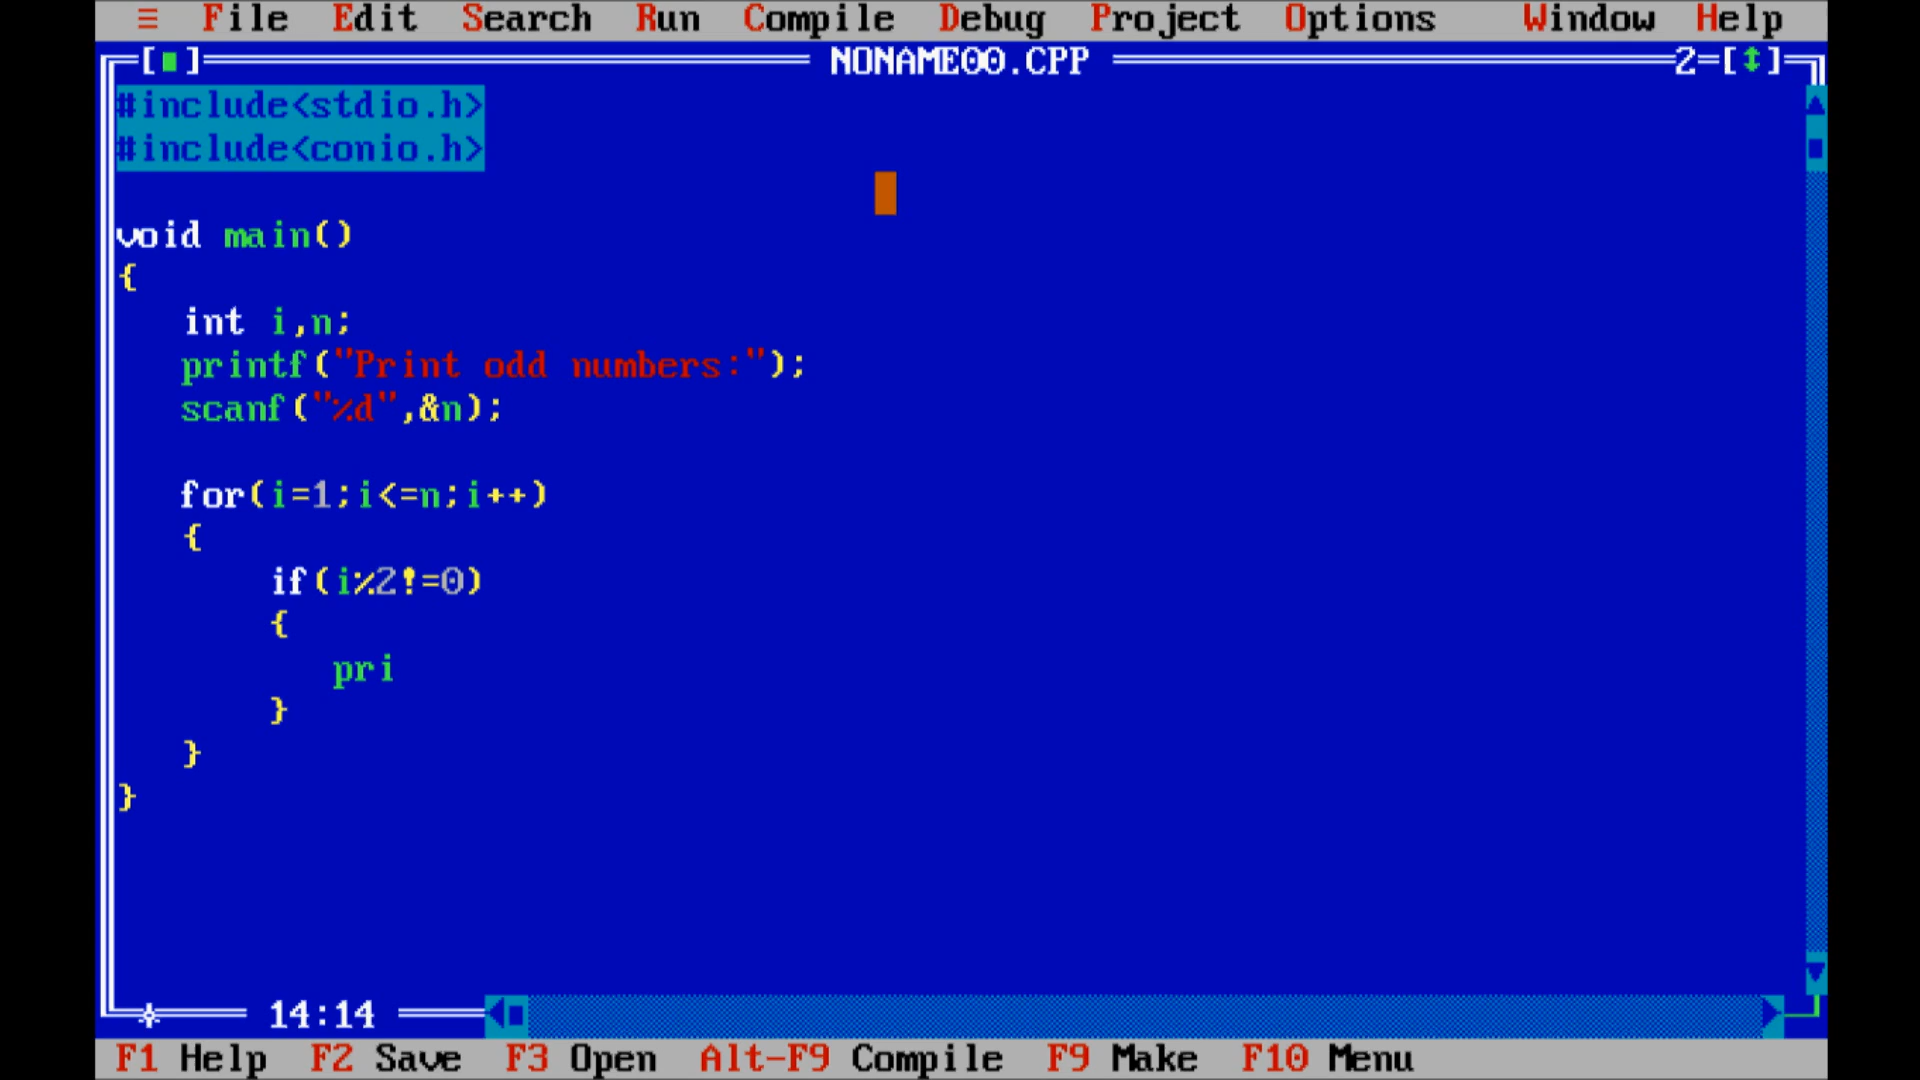 ≡ File Edit Search Run Compile Debug Project Options Window Help
[■] NONAME00.CPP 2=[↕]
#include<stdio.h>
#include<conio.h>
void main()
{
int i,n;
printf("Print odd numbers:");
scanf("%d",&n);
for(i=1;i<=n;i++)
{
if(i%2!=0)
{
pri
}
}
}
14:14
F1 Help F2 Save F3 Open Alt-F9 Compile F9 Make F10 Menu